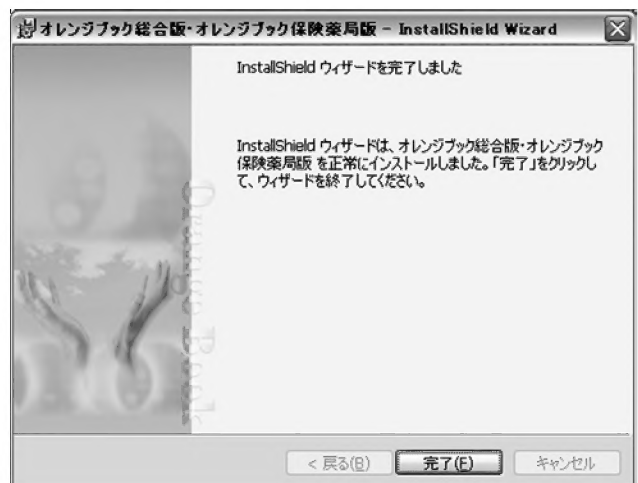 オレンジブック総合版・オレンジブック保険薬局版 - InstallShield Wizard
InstallShield ウィザードを完了しました
InstallShield ウィザードは、オレンジブック総合版・オレンジブック
保険薬局版 を正常にインストールしました。「完了」をクリックし
て、ウィザードを終了してください。
Orange Book
< 戻る(B)
完了(F)
キャンセル